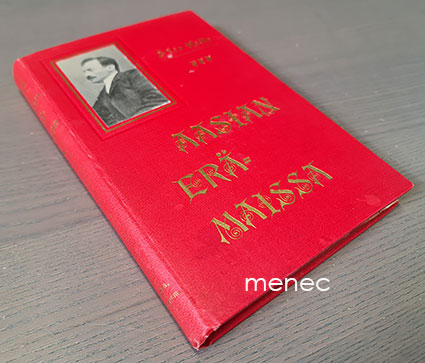 AASIAN
ERÄ-
MAISSA
menec